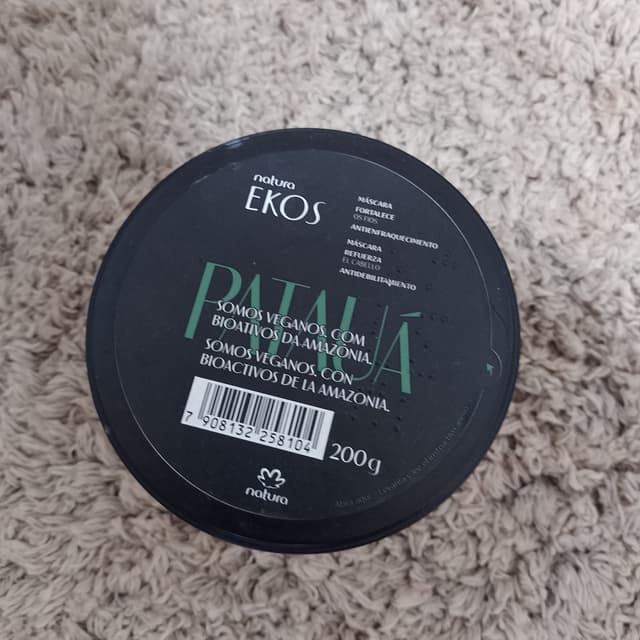 natura
EKOS
MÁSCARA
FORTALECE
OS FIOS
ANTIENFRAQUECIMENTO
MÁSCARA
REFUERZA
EL CABELLO
ANTIDEBILITAMIENTO
PATAUÁ
SOMOS VEGANOS, COM
BIOATIVOS DA AMAZÔNIA.
SOMOS VEGANOS, CON
BIOACTIVOS DE LA AMAZONIA.
7 908132 258104
200g
natura